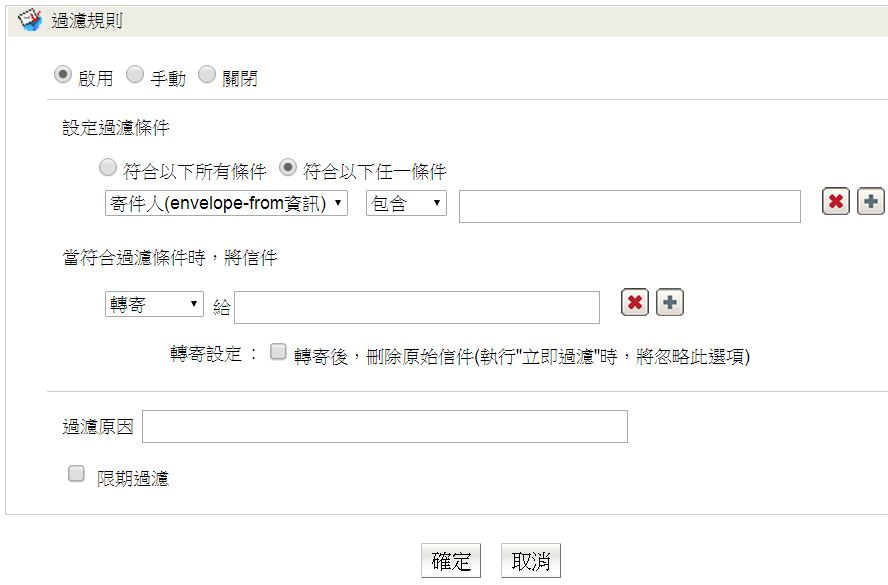 過濾規則
啟用 手動 關閉
設定過濾條件
符合以下所有條件 符合以下任一條件
寄件人(envelope-from資訊) 包含
當符合過濾條件時，將信件
轉寄 給
轉寄設定： 轉寄後，刪除原始信件(執行"立即過濾"時，將忽略此選項)
過濾原因
限期過濾
確定 取消